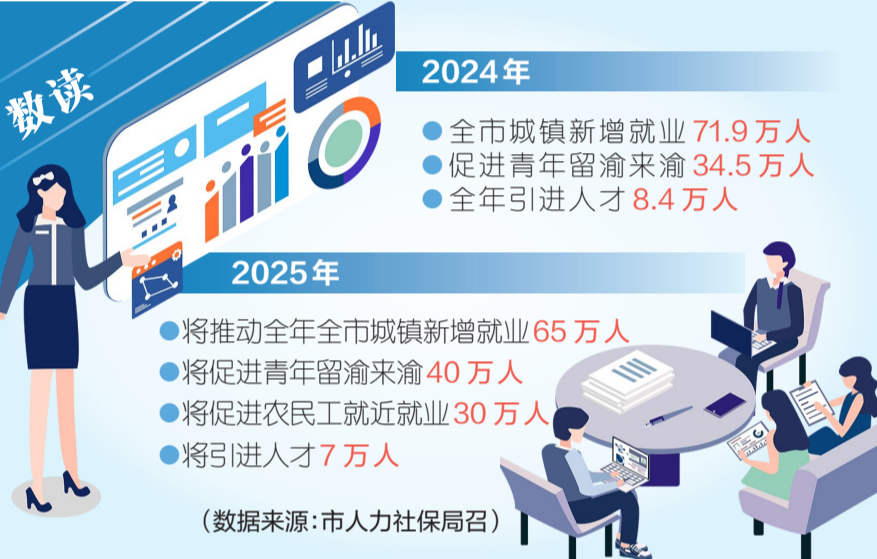 数读
2024年
全市城镇新增就业71.9万人
促进青年留渝来渝34.5万人
全年引进人才8.4万人
2025年
将推动全年全市城镇新增就业65万人
将促进青年留渝来渝40万人
将促进农民工就近就业30万人
将引进人才7万人
（数据来源：市人力社保局召）